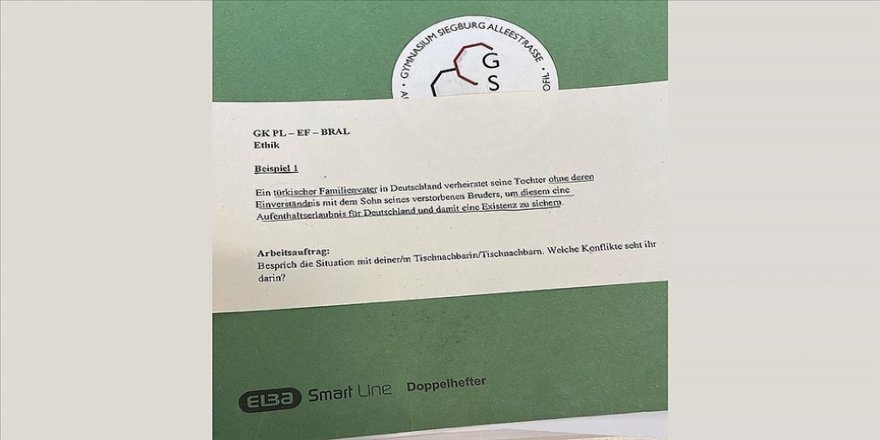 GYMNASIUM SIEGBURG ALLEESTRASSE
G
S
GK PL – EF – BRAL
Ethik
Beispiel 1
Ein türkischer Familienvater in Deutschland verheiratet seine Tochter ohne deren
Einverständnis mit dem Sohn seines verstorbenen Bruders, um diesem eine
Aufenthaltserlaubnis für Deutschland und damit eine Existenz zu sichern.
Arbeitsauftrag:
Besprich die Situation mit deiner/m Tischnachbarin/Tischnachbarn. Welche Konflikte seht ihr
darin?
ELBA Smart Line Doppelhefter